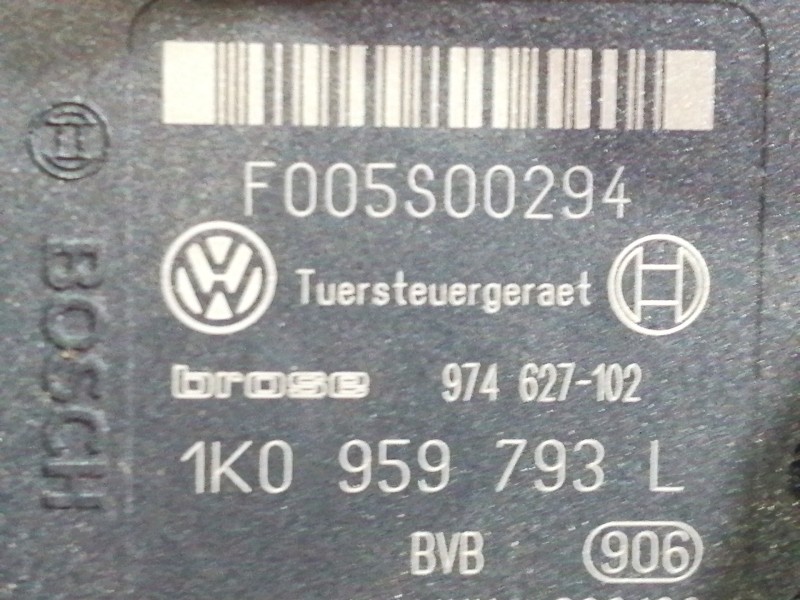 F005S00294
Tuersteuergeraet
brose 974 627-102
1K0 959 793 L
BVB 906
BOSCH